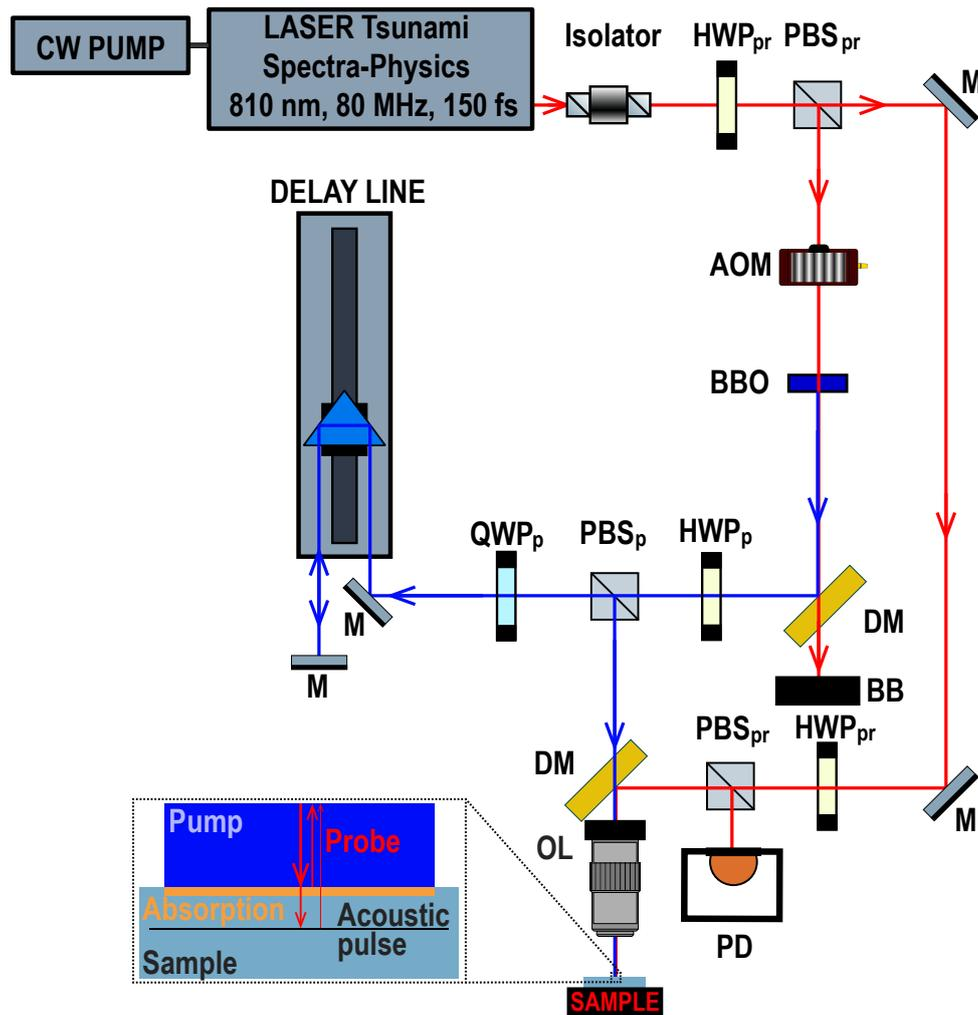 CW PUMP
LASER Tsunami
Spectra-Physics
810 nm, 80 MHz, 150 fs
Isolator
HWPpr
PBSpr
M
DELAY LINE
AOM
BBO
QWPp
PBSp
HWPp
DM
M
M
BB
PBSpr
HWPpr
DM
M
OL
PD
Pump
Probe
Absorption
Acoustic
pulse
Sample
SAMPLE